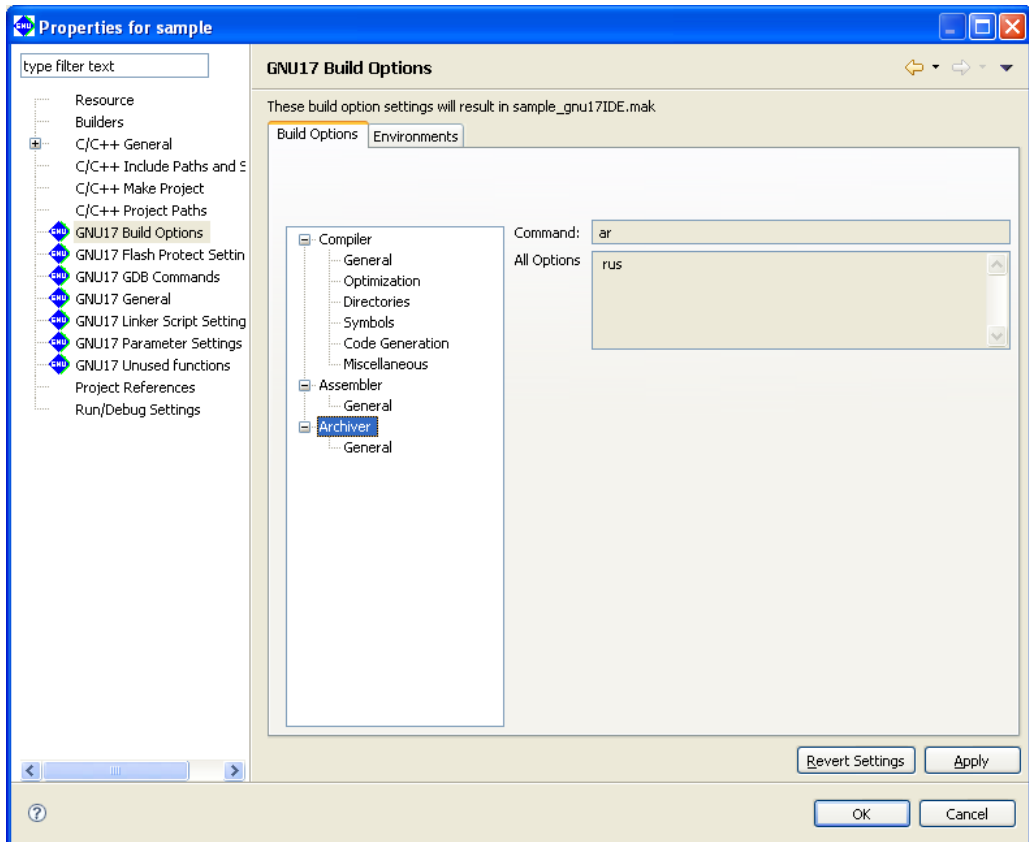 Properties for sample
type filter text
Resource
Builders
C/C++ General
C/C++ Include Paths and S
C/C++ Make Project
C/C++ Project Paths
GNU17 Build Options
GNU17 Flash Protect Settin
GNU17 GDB Commands
GNU17 General
GNU17 Linker Script Setting
GNU17 Parameter Settings
GNU17 Unused functions
Project References
Run/Debug Settings
GNU17 Build Options
These build option settings will result in sample_gnu17IDE.mak
Build Options Environments
Compiler
General
Optimization
Directories
Symbols
Code Generation
Miscellaneous
Assembler
General
Archiver
General
Command: ar
All Options rus
Revert Settings Apply
OK Cancel